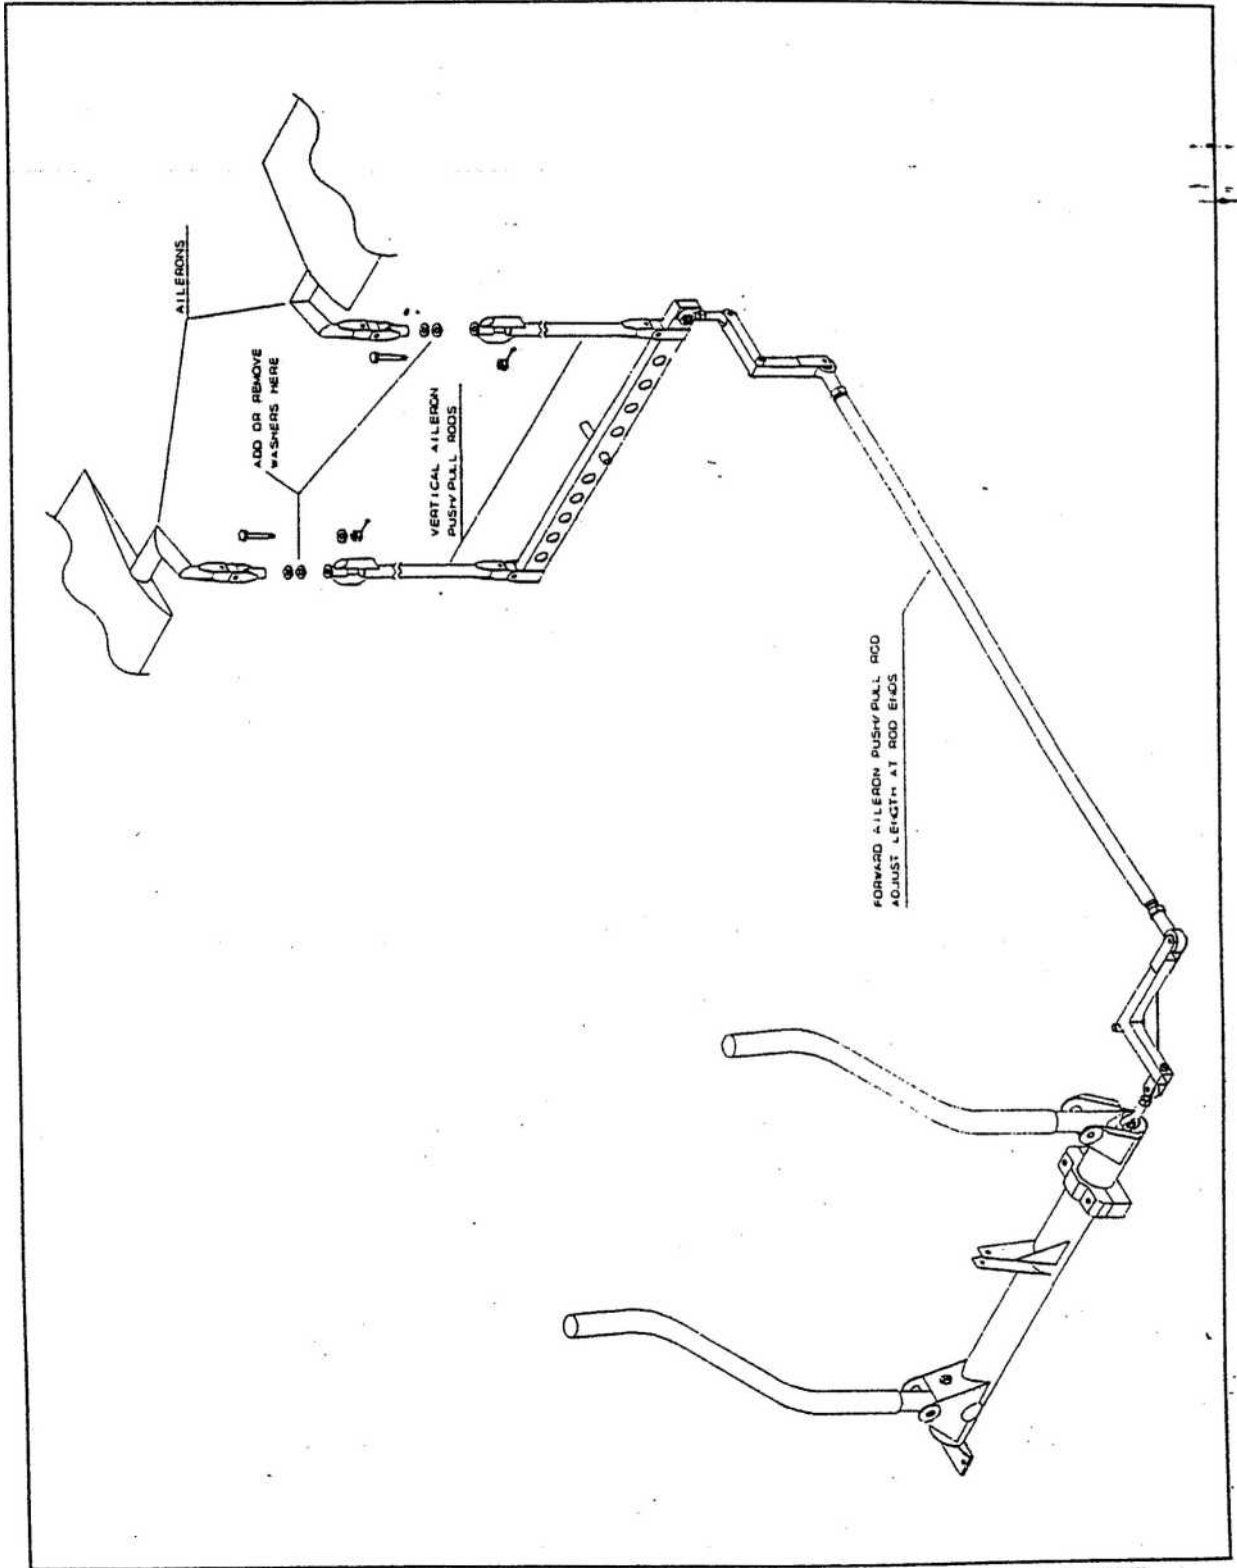 AILERONS
ADD OR REMOVE
WASHERS HERE
VERTICAL AILERON
PUSH/PULL RODS
FORWARD AILERON PUSH/PULL ROD
ADJUST LENGTH AT ROD ENDS